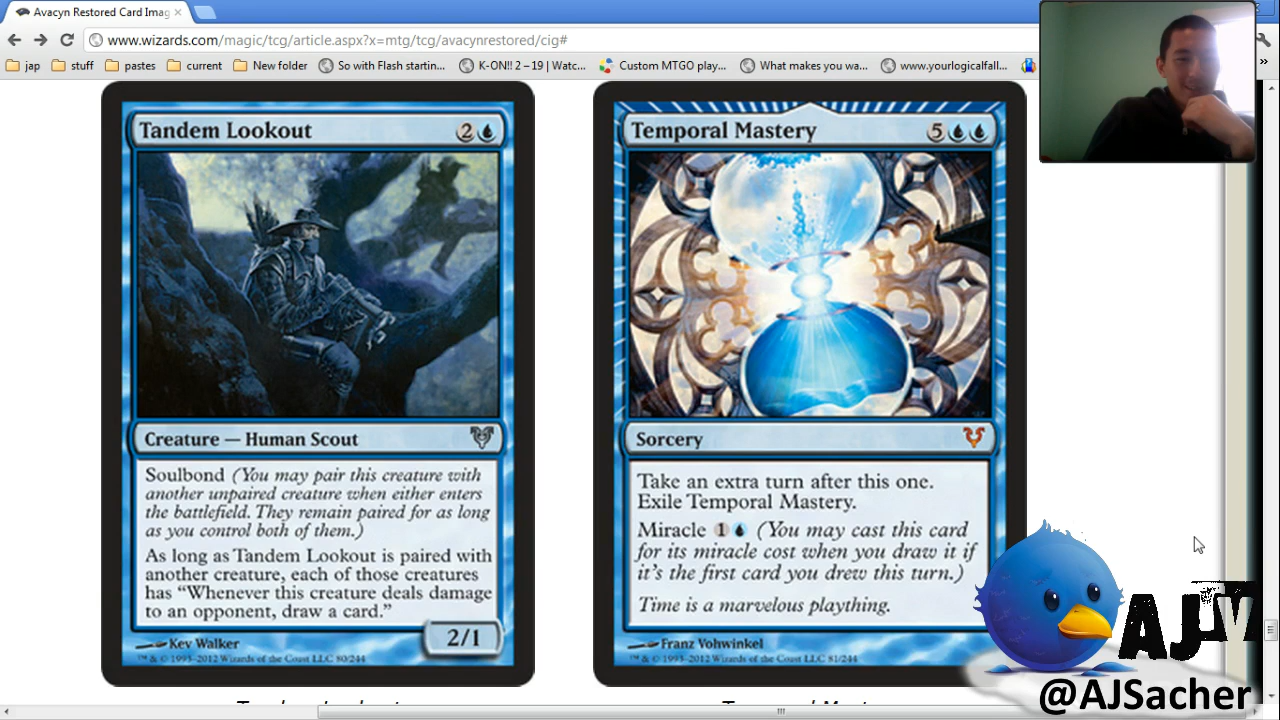 Avacyn Restored Card Imag
www.wizards.com/magic/tcg/article.aspx?x=mtg/tcg/avacynrestored/cig#
jap stuff pastes current New folder So with Flash startin... K-ON!! 2 – 19 | Watc... Custom MTGO play... What makes you wa... www.yourlogicalfall... »
Tandem Lookout 2
Creature — Human Scout
Soulbond (You may pair this creature with
another unpaired creature when either enters
the battlefield. They remain paired for as long
as you control both of them.)
As long as Tandem Lookout is paired with
another creature, each of those creatures
has “Whenever this creature deals damage
to an opponent, draw a card.”
2/1
Kev Walker
™ & © 1993–2012 Wizards of the Coast LLC 80/244
Temporal Mastery 5
Sorcery
Take an extra turn after this one.
Exile Temporal Mastery.
Miracle 1 (You may cast this card
for its miracle cost when you draw it if
it's the first card you drew this turn.)
Time is a marvelous plaything.
Franz Vohwinkel
™ & © 1993–2012 Wizards of the Coast LLC 81/244
AJTV
@AJSacher